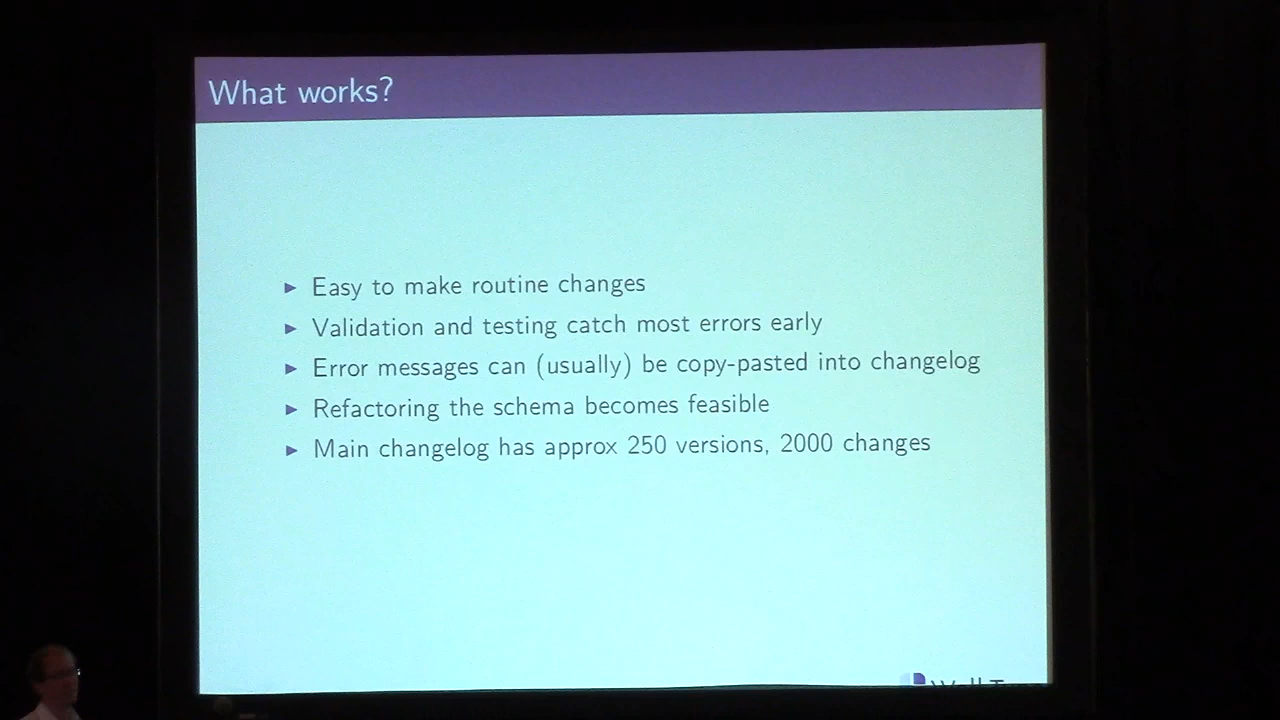 What works?
Easy to make routine changes
Validation and testing catch most errors early
Error messages can (usually) be copy-pasted into changelog
Refactoring the schema becomes feasible
Main changelog has approx 250 versions, 2000 changes